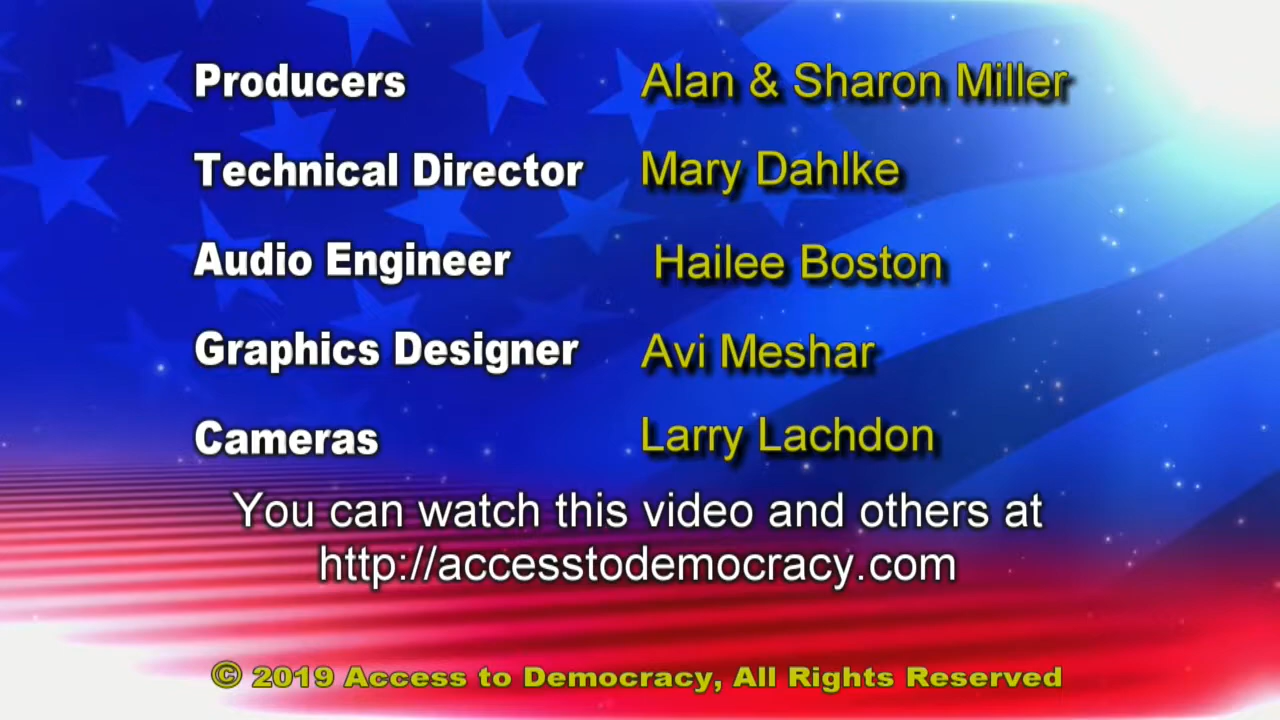 Producers Alan & Sharon Miller
Technical Director Mary Dahlke
Audio Engineer Hailee Boston
Graphics Designer Avi Meshar
Cameras Larry Lachdon
You can watch this video and others at
http://accesstodemocracy.com
© 2019 Access to Democracy, All Rights Reserved